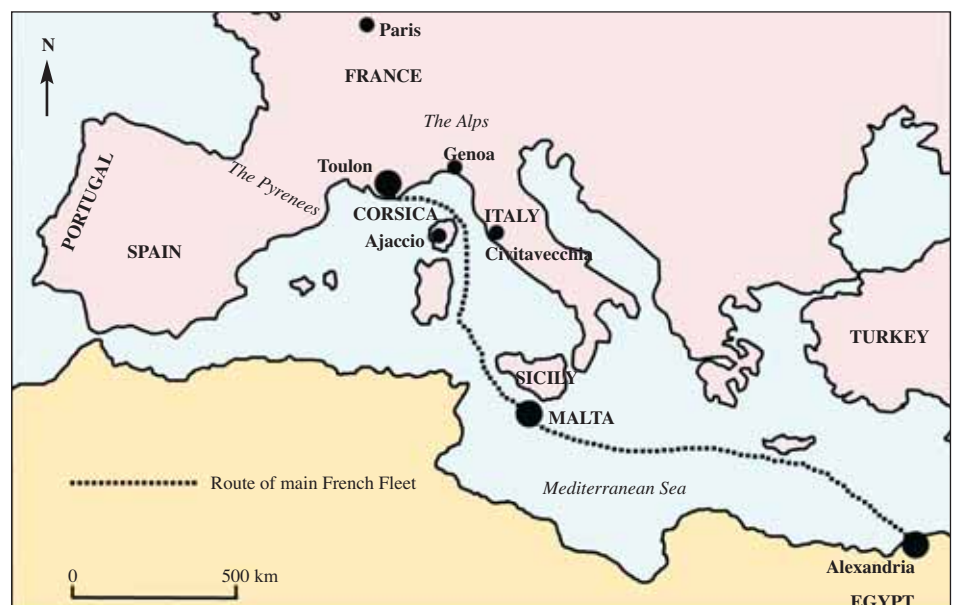 Paris
N
FRANCE
The Alps
Genoa
Toulon
The Pyrenees
PORTUGAL
CORSICA
ITALY
Ajaccio
Civitavecchia
SPAIN
TURKEY
SICILY
MALTA
Route of main French Fleet
Mediterranean Sea
Alexandria
0 500 km
EGYPT